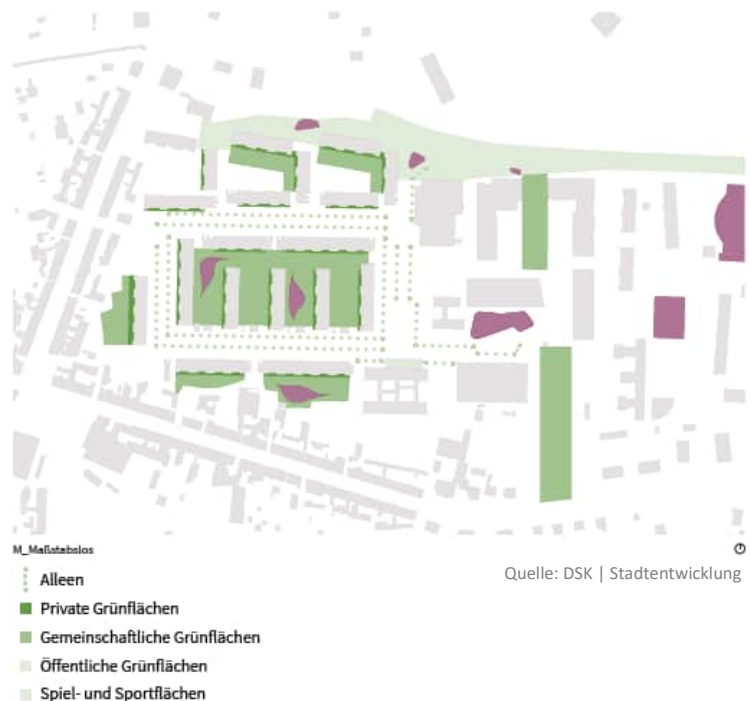 M_Maßstabslos
Quelle: DSK | Stadtentwicklung
Alleen
Private Grünflächen
Gemeinschaftliche Grünflächen
Öffentliche Grünflächen
Spiel- und Sportflächen